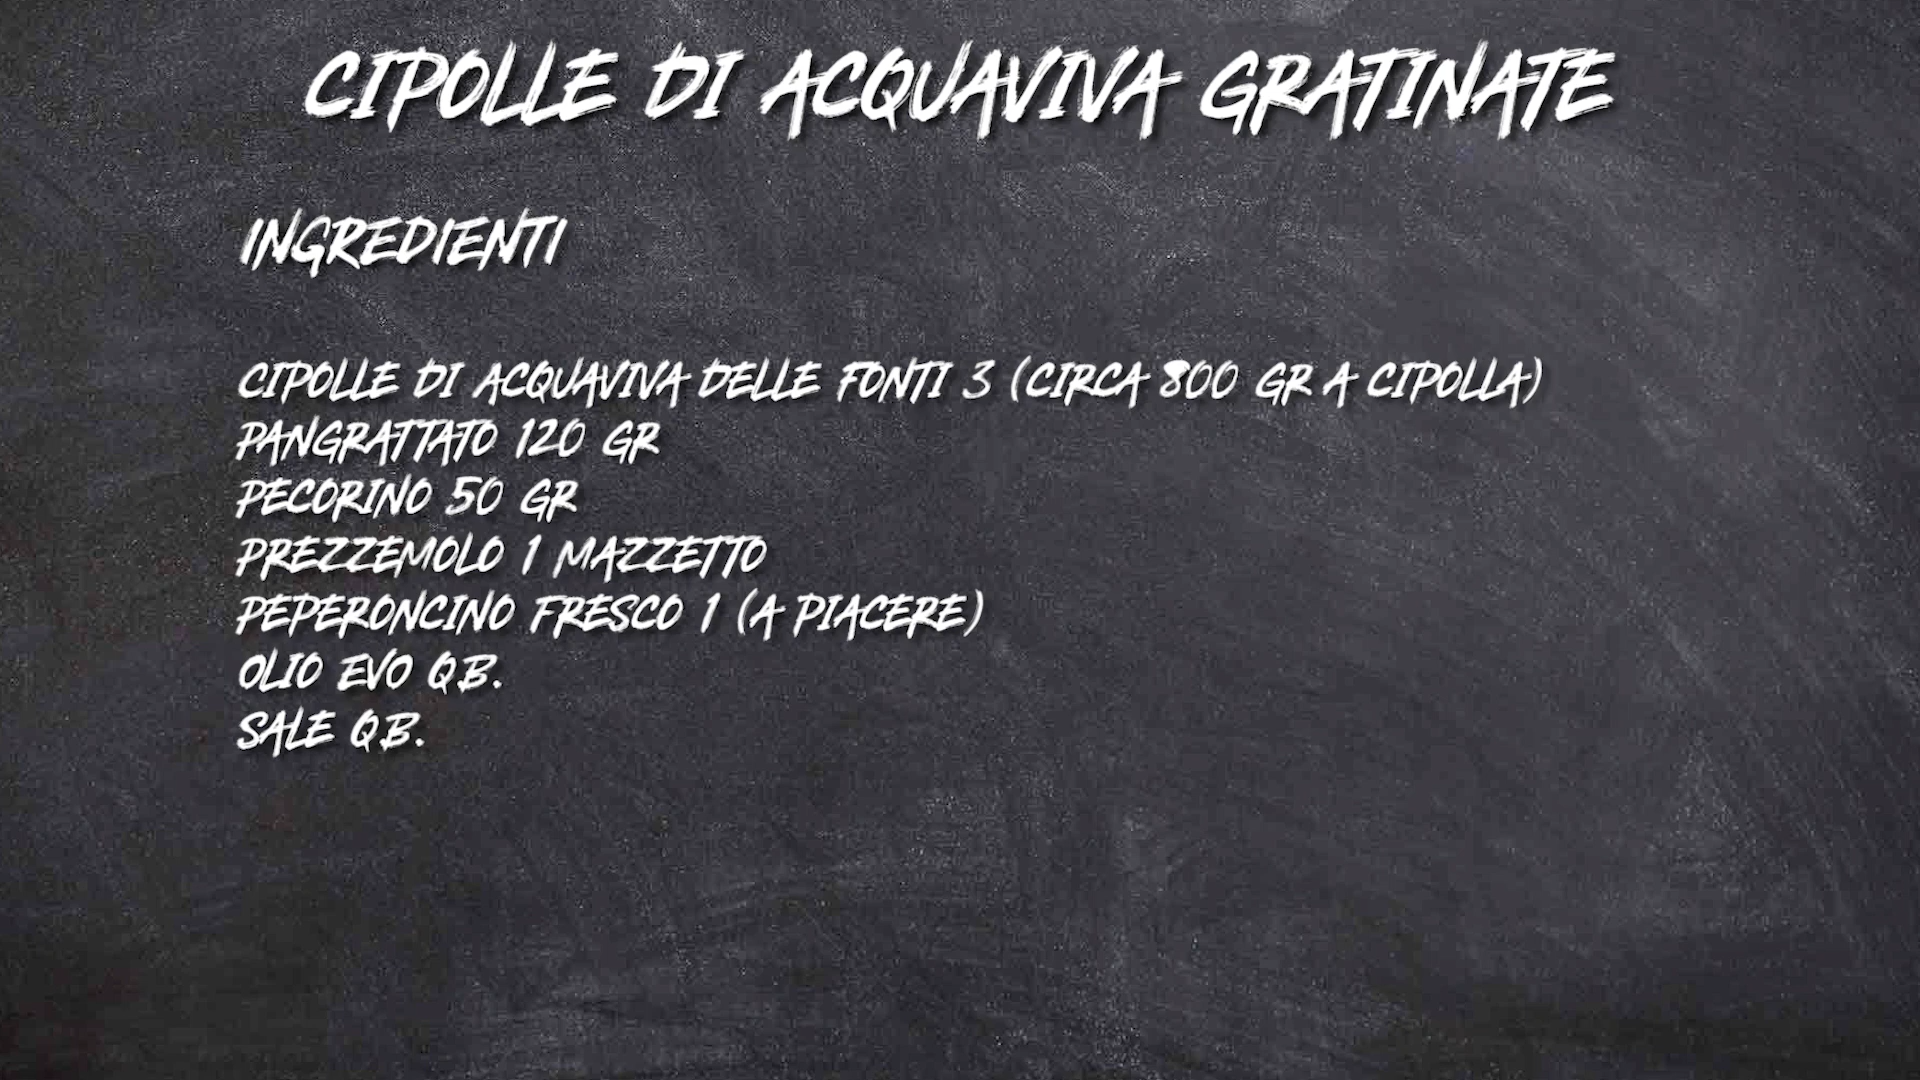 CIPOLLE DI ACQUAVIVA GRATINATE
INGREDIENTI
CIPOLLE DI ACQUAVIVA DELLE FONTI 3 (CIRCA 800 GR A CIPOLLA)
PANGRATTATO 120 GR
PECORINO 50 GR
PREZZEMOLO 1 MAZZETTO
PEPERONCINO FRESCO 1 (A PIACERE)
OLIO EVO Q.B.
SALE Q.B.